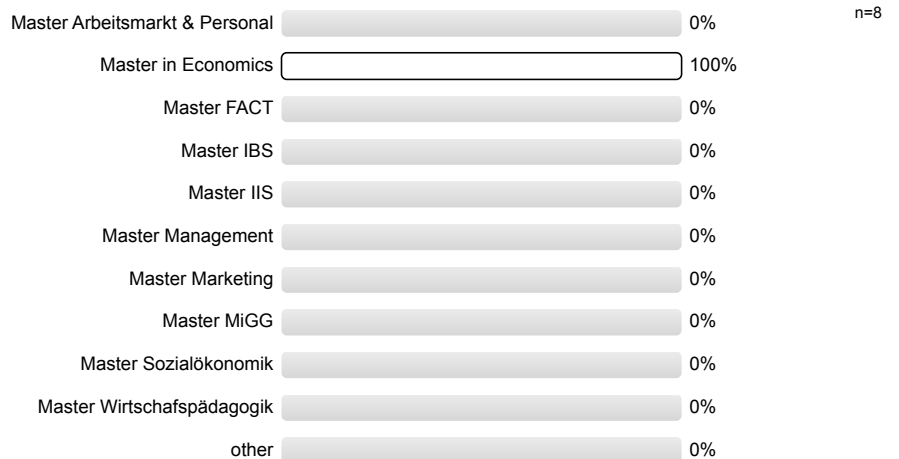 Master Arbeitsmarkt & Personal 0% n=8
Master in Economics 100%
Master FACT 0%
Master IBS 0%
Master IIS 0%
Master Management 0%
Master Marketing 0%
Master MiGG 0%
Master Sozialökonomik 0%
Master Wirtschafspädagogik 0%
other 0%